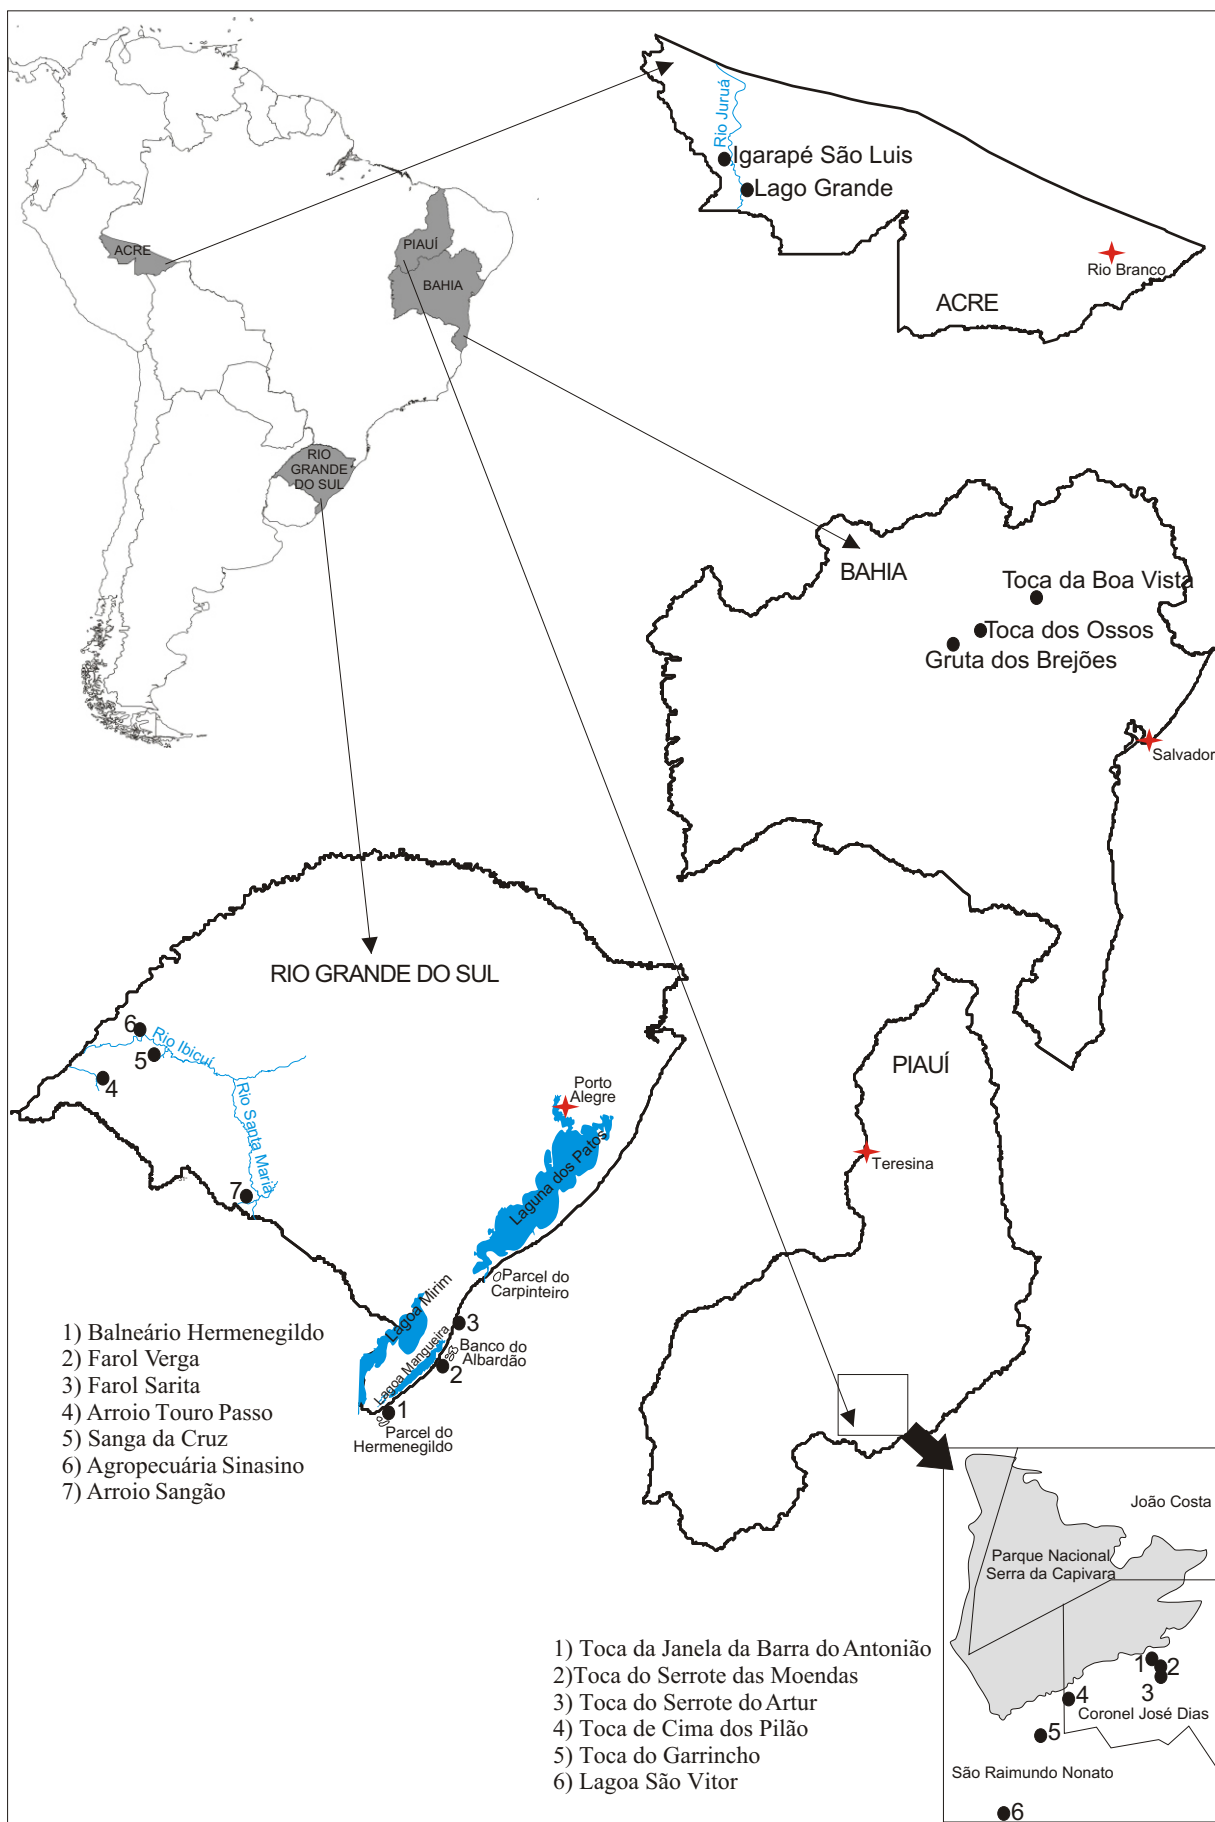 ACRE
PIAUÍ
BAHIA
RIO
GRANDE
DO SUL
Rio Juruá
Igarapé São Luis
Lago Grande
Rio Branco
ACRE
BAHIA
Toca da Boa Vista
Toca dos Ossos
Gruta dos Brejões
Salvador
RIO GRANDE DO SUL
6
Rio Ibicuí
5
4
Rio Santa Maria
7
Porto
Alegre
Laguna dos Patos
Parcel do
Carpinteiro
Lagoa Mirim
3
Lagoa Mangueira
Banco do
Albardão
2
1
Parcel do
Hermenegildo
1) Balneário Hermenegildo
2) Farol Verga
3) Farol Sarita
4) Arroio Touro Passo
5) Sanga da Cruz
6) Agropecuária Sinasino
7) Arroio Sangão
PIAUÍ
Teresina
João Costa
Parque Nacional
Serra da Capivara
1
2
3
4
Coronel José Dias
5
São Raimundo Nonato
6
1) Toca da Janela da Barra do Antonião
2)Toca do Serrote das Moendas
3) Toca do Serrote do Artur
4) Toca de Cima dos Pilão
5) Toca do Garrincho
6) Lagoa São Vitor